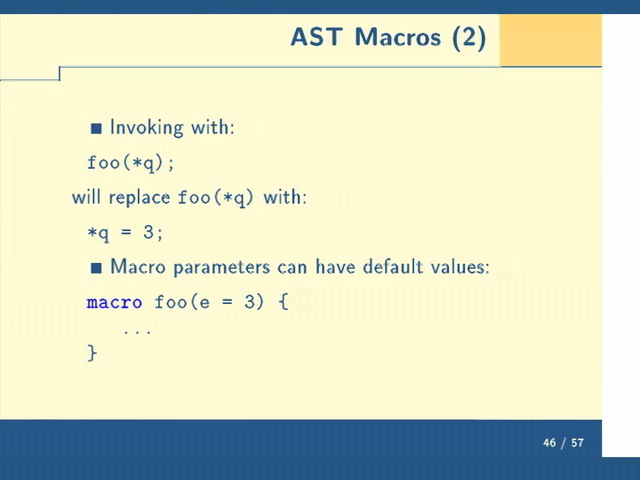 AST Macros (2)
■ Invoking with:
foo(*q);
will replace foo(*q) with:
*q = 3;
■ Macro parameters can have default values:
macro foo(e = 3) {
...
}
46 / 57